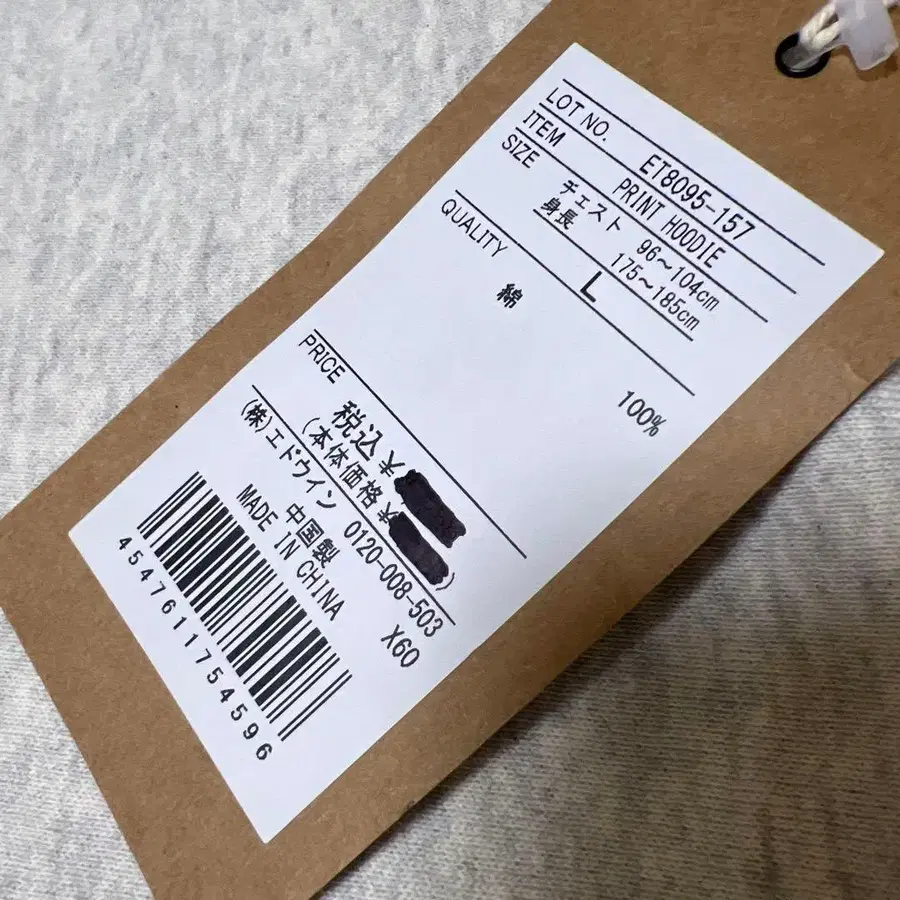 LOT NO. ET8095-157
ITEM PRINT HOODIE
SIZE チェスト 96～104cm
身長 175～185cm
L
QUALITY
綿 100%
PRICE
税込￥
(本体価格￥ )
(株)エドウイン 0120-008-503
中国製 X60
MADE IN CHINA
4547611754596